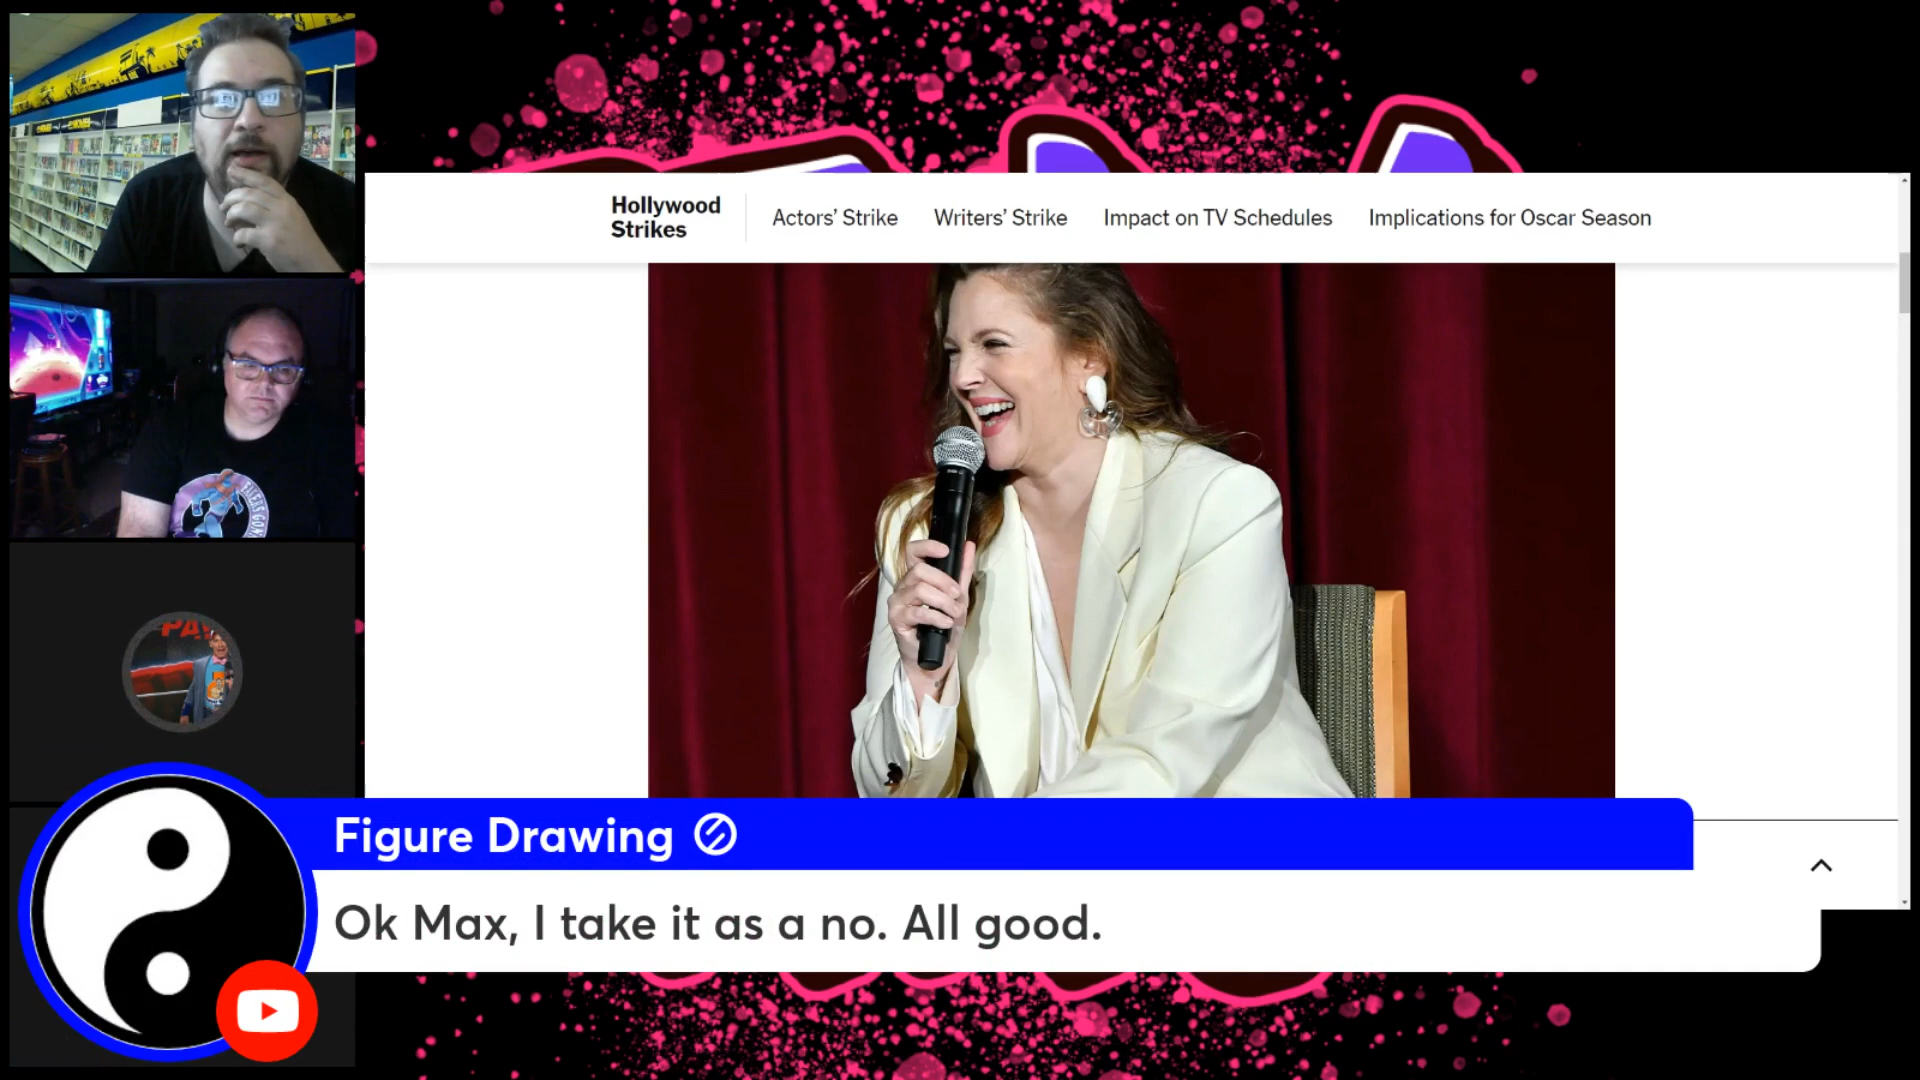 Hollywood
Strikes
Actors’ Strike
Writers’ Strike
Impact on TV Schedules
Implications for Oscar Season
Figure Drawing
Ok Max, I take it as a no. All good.